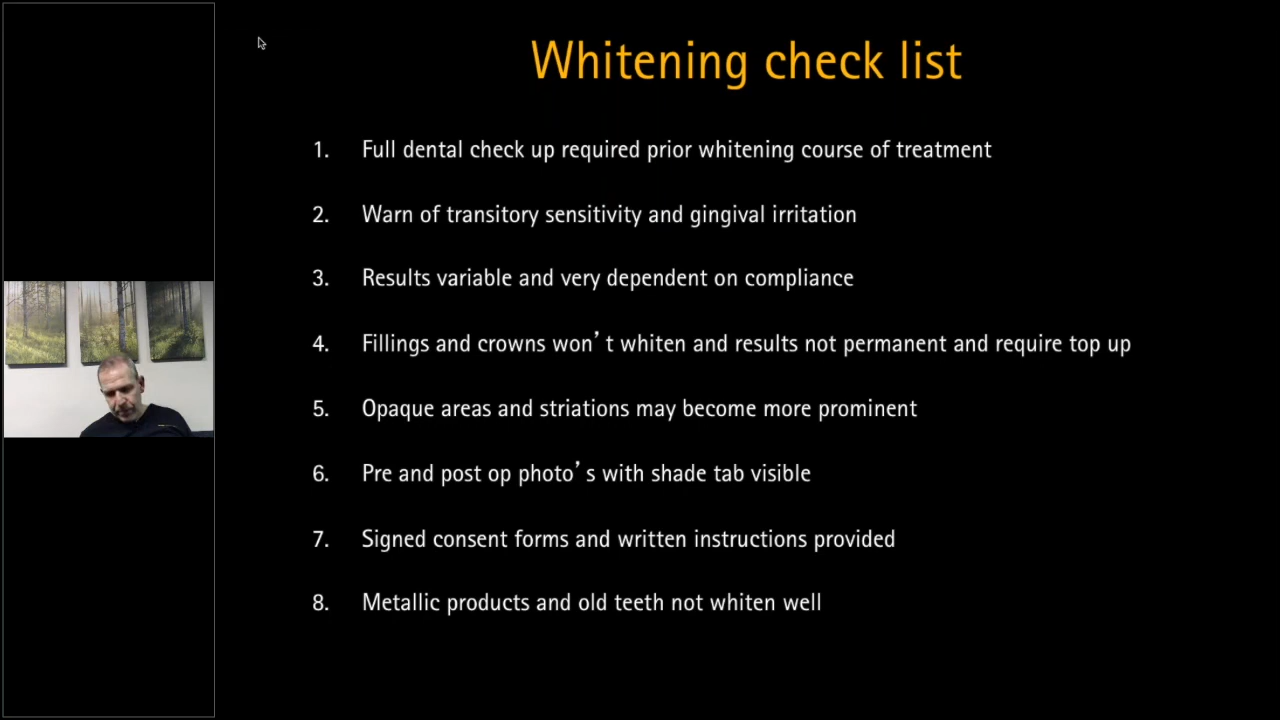 Whitening check list
1. Full dental check up required prior whitening course of treatment
2. Warn of transitory sensitivity and gingival irritation
3. Results variable and very dependent on compliance
4. Fillings and crowns won’t whiten and results not permanent and require top up
5. Opaque areas and striations may become more prominent
6. Pre and post op photo’s with shade tab visible
7. Signed consent forms and written instructions provided
8. Metallic products and old teeth not whiten well